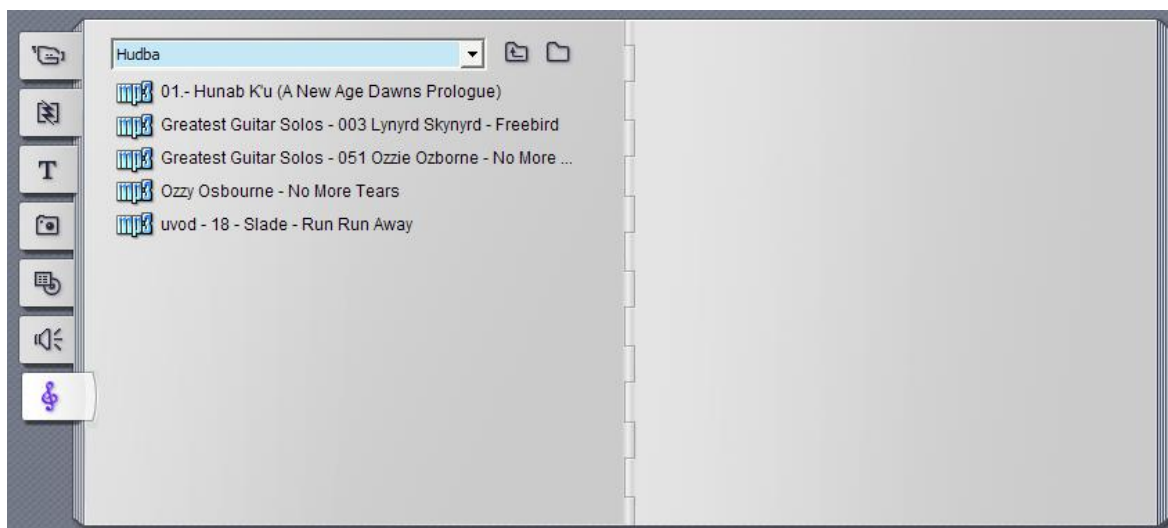 Hudba
01.- Hunab K'u (A New Age Dawns Prologue)
Greatest Guitar Solos - 003 Lynyrd Skynyrd - Freebird
Greatest Guitar Solos - 051 Ozzie Ozborne - No More ...
Ozzy Osbourne - No More Tears
uvod - 18 - Slade - Run Run Away
T
mp3
mp3
mp3
mp3
mp3